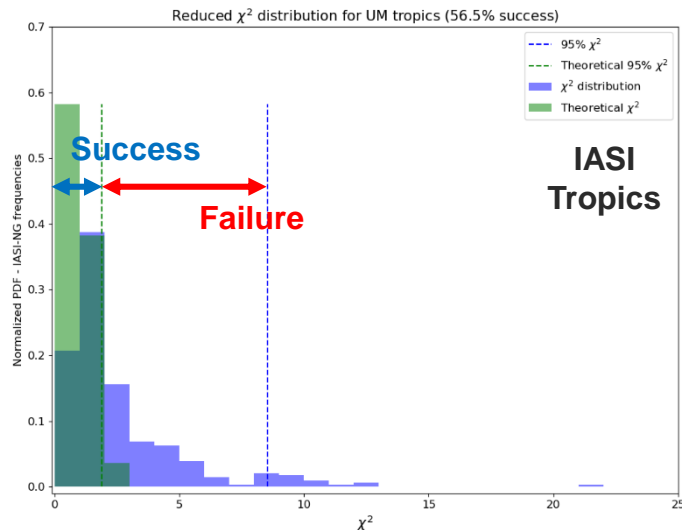 Reduced χ² distribution for UM tropics (56.5% success)
0.7
0.6
0.5
0.4
0.3
0.2
0.1
0.0
Normalized PDF - IASI-NG frequencies
95% χ²
Theoretical 95% χ²
χ² distribution
Theoretical χ²
Success
Failure
IASI
Tropics
0
5
10
15
20
25
χ²